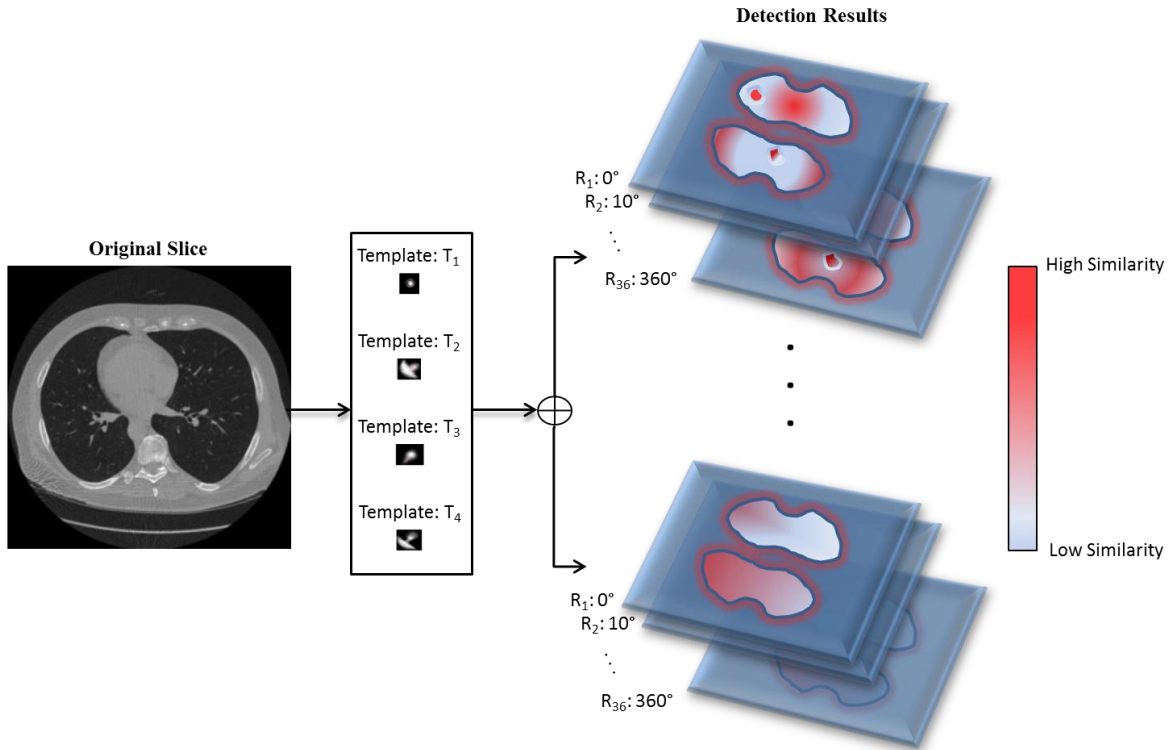 Detection Results
R₁: 0°
R₂: 10°
⋱
R₃₆: 360°
Original Slice
Template: T₁
Template: T₂
Template: T₃
Template: T₄
High Similarity
Low Similarity
R₁: 0°
R₂: 10°
⋱
R₃₆: 360°